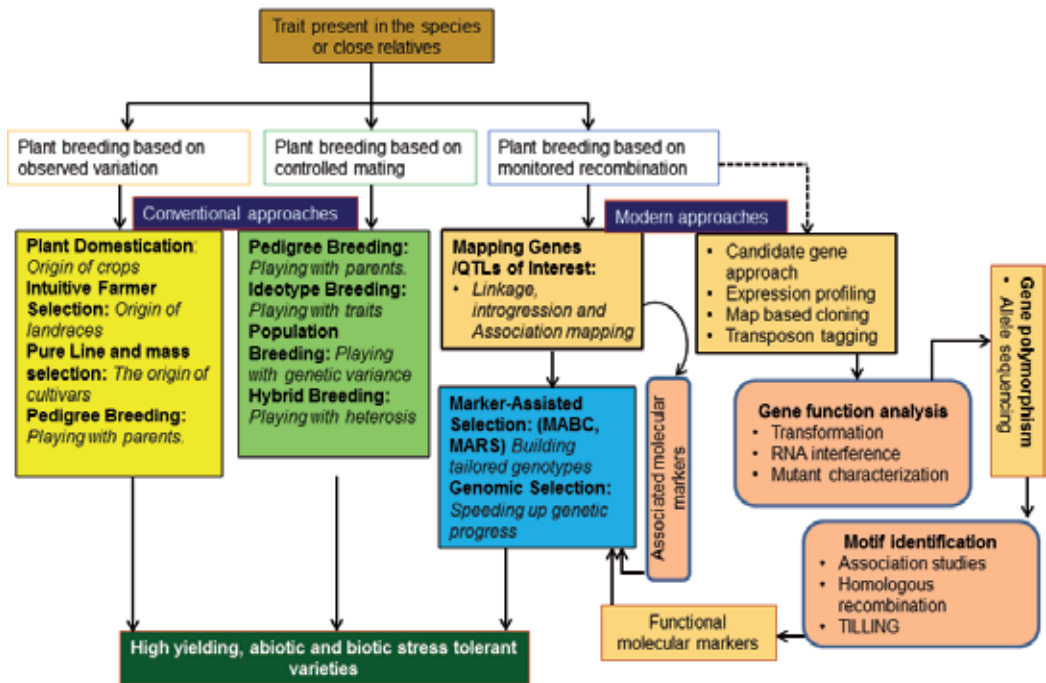 Trait present in the species
or close relatives
Plant breeding based on
observed variation
Plant breeding based on
controlled mating
Plant breeding based on
monitored recombination
Conventional approaches
Modern approaches
Plant Domestication:
Origin of crops
Intuitive Farmer
Selection: Origin of
landraces
Pure Line and mass
selection: The origin of
cultivars
Pedigree Breeding:
Playing with parents.
Pedigree Breeding:
Playing with parents.
Ideotype Breeding:
Playing with traits
Population
Breeding: Playing
with genetic variance
Hybrid Breeding:
Playing with heterosis
Mapping Genes
/QTLs of Interest:
• Linkage,
introgression and
Association mapping
Marker-Assisted
Selection: (MABC,
MARS) Building
tailored genotypes
Genomic Selection:
Speeding up genetic
progress
Associated molecular
markers
• Candidate gene
approach
• Expression profiling
• Map based cloning
• Transposon tagging
Gene function analysis
• Transformation
• RNA interference
• Mutant characterization
Gene polymorphism
• Allele sequencing
Motif identification
• Association studies
• Homologous
recombination
• TILLING
Functional
molecular markers
High yielding, abiotic and biotic stress tolerant
varieties